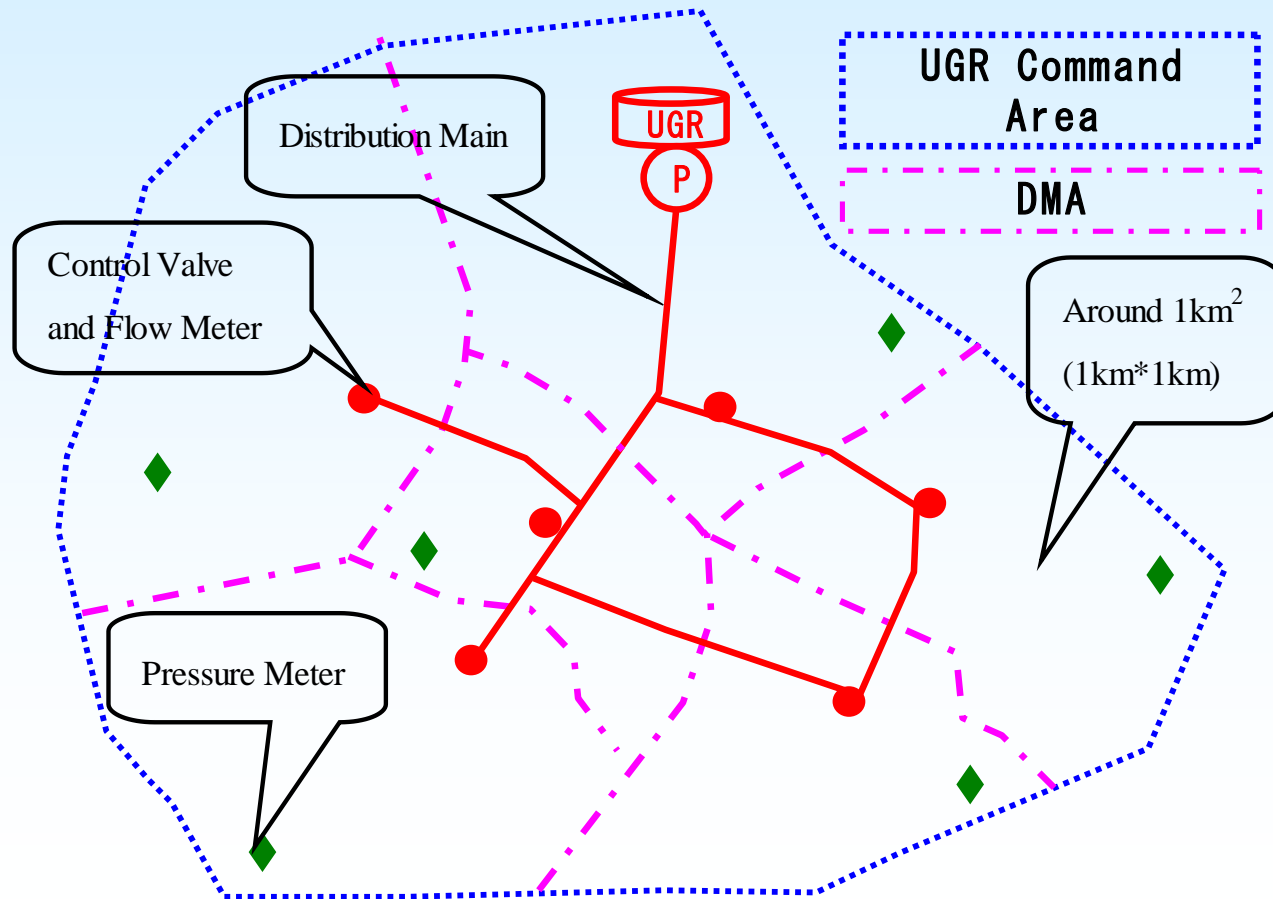 UGR Command
Area
DMA
UGR
P
Distribution Main
Control Valve
and Flow Meter
Around 1km²
(1km*1km)
Pressure Meter